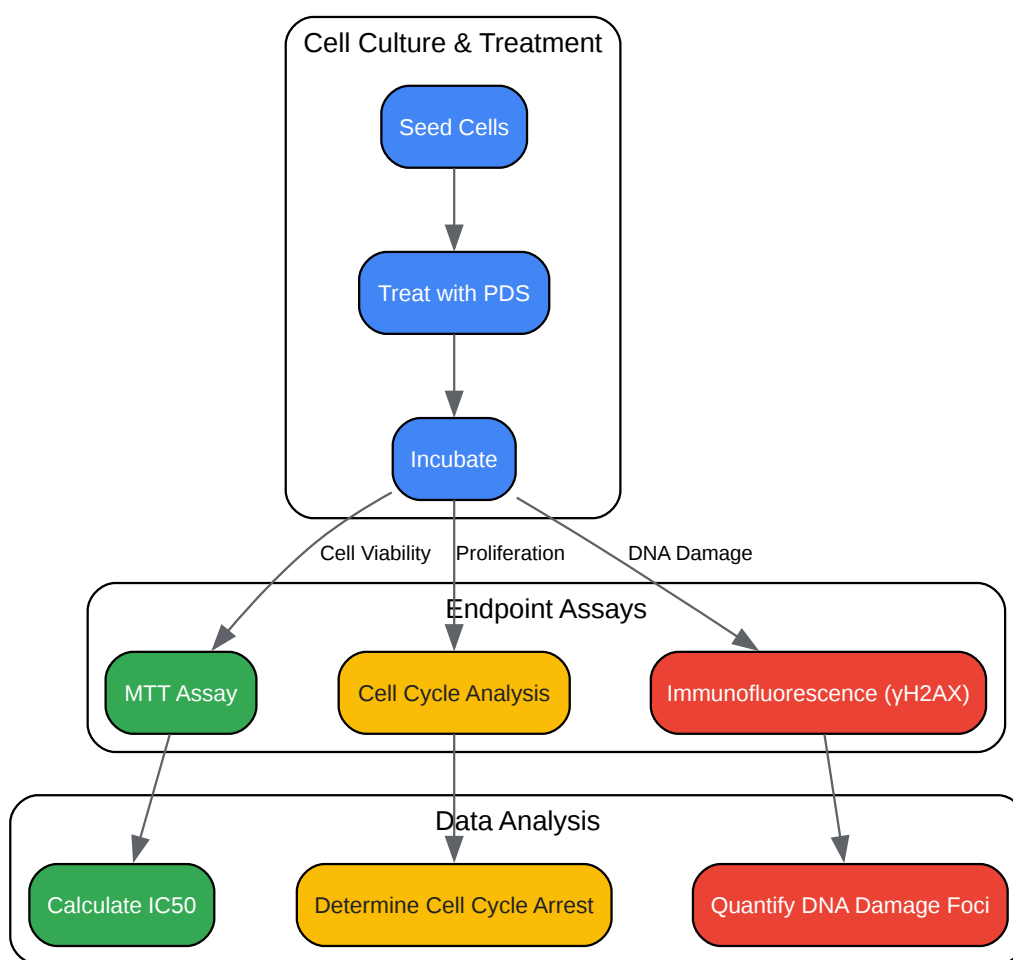 Cell Culture & Treatment
Seed Cells
Treat with PDS
Incubate
Cell Viability
Proliferation
DNA Damage
Endpoint Assays
MTT Assay
Cell Cycle Analysis
Immunofluorescence (γH2AX)
Data Analysis
Calculate IC50
Determine Cell Cycle Arrest
Quantify DNA Damage Foci